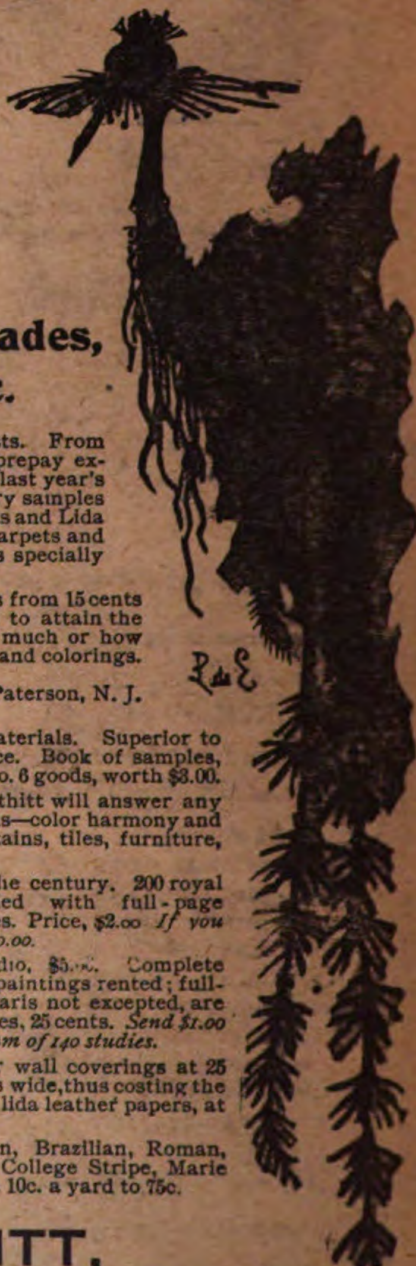 ades,
c.
ts. From
prepay ex-
last year's
ry samples
s and Lida
arpets and
s specially
s from 15 cents
to attain the
much or how
and colorings.
Paterson, N. J.
aterials. Superior to
ce. Book of samples,
o. 6 goods, worth $3.00.
thitt will answer any
s—color harmony and
tains, tiles, furniture,
he century. 200 royal
ed with full-page
s. Price, $2.00 If you
0.00.
dio, Complete
paintings rented; full-
aris not excepted, are
es, 25 cents. Send $1.00
m of 140 studies.
r wall coverings at 25
s wide, thus costing the
lida leather papers, at
n, Brazilian, Roman,
College Stripe, Marie
10c. a yard to 75c.
ITT,